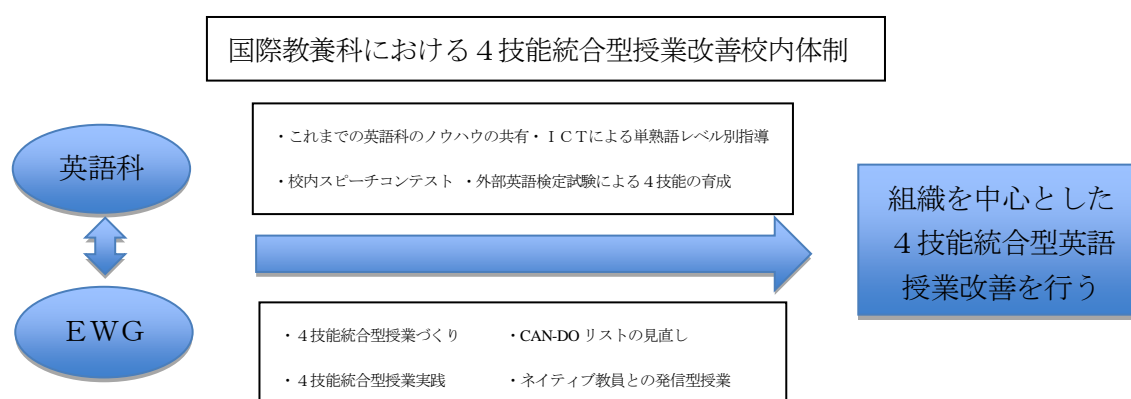 国際教養科における４技能統合型授業改善校内体制
・これまでの英語科のノウハウの共有・ＩＣＴによる単熟語レベル別指導
・校内スピーチコンテスト ・外部英語検定試験による４技能の育成
英語科
組織を中心とした
４技能統合型英語
授業改善を行う
ＥＷＧ
・４技能統合型授業づくり ・CAN-DO リストの見直し
・４技能統合型授業実践 ・ネイティブ教員との発信型授業